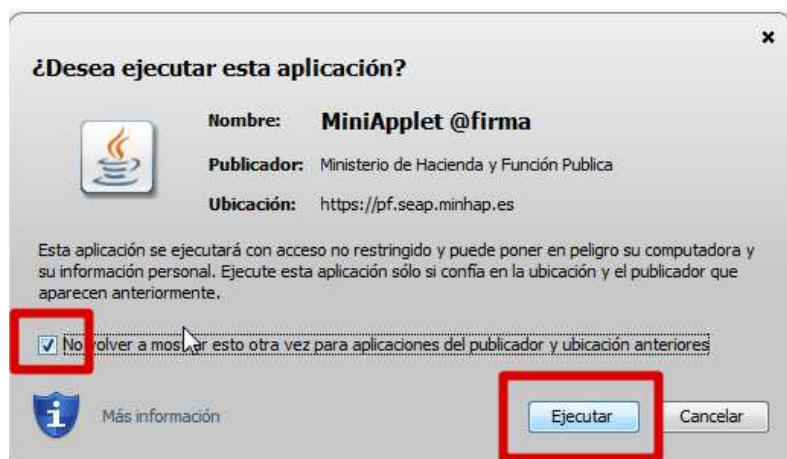 ¿Desea ejecutar esta aplicación?
Nombre: MiniApplet @firma
Publicador: Ministerio de Hacienda y Función Publica
Ubicación: https://pf.seap.minhap.es
Esta aplicación se ejecutará con acceso no restringido y puede poner en peligro su computadora y
su información personal. Ejecute esta aplicación sólo si confía en la ubicación y el publicador que
aparecen anteriormente.
No volver a mostrar esto otra vez para aplicaciones del publicador y ubicación anteriores
Más información
Ejecutar
Cancelar